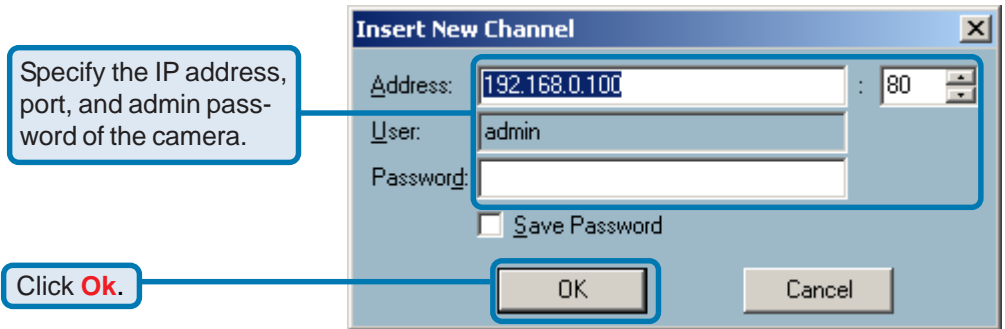 Insert New Channel
Specify the IP address,
port, and admin pass-
word of the camera.
Address: 192.168.0.100 : 80
User: admin
Password:
Save Password
Click Ok.
OK Cancel